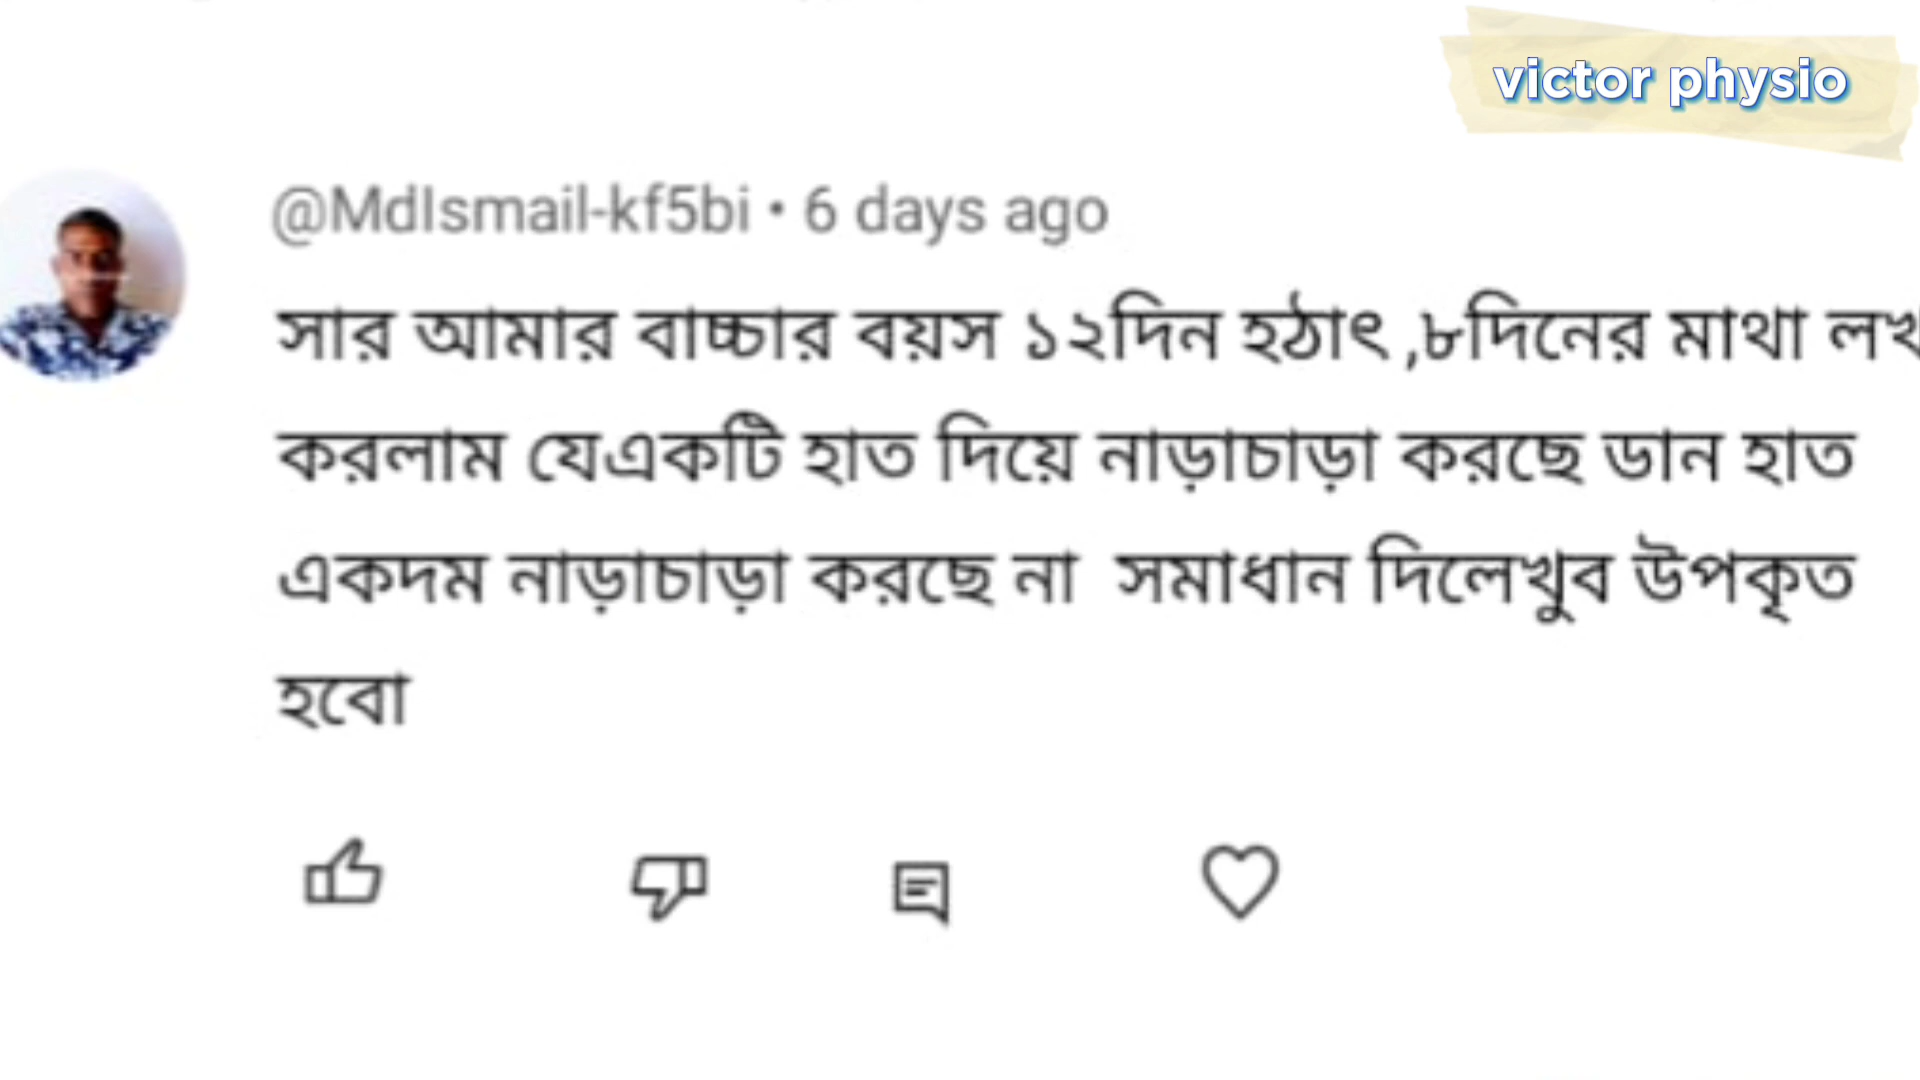 victor physio
@MdIsmail-kf5bi • 6 days ago
সার আমার বাচ্চার বয়স ১২দিন হঠাৎ ,৮দিনের মাথা
করলাম যেএকটি হাত দিয়ে নাড়াচাড়া করছে ডান হাত
একদম নাড়াচাড়া করছে না সমাধান দিলেখুব উপকৃত
হবো